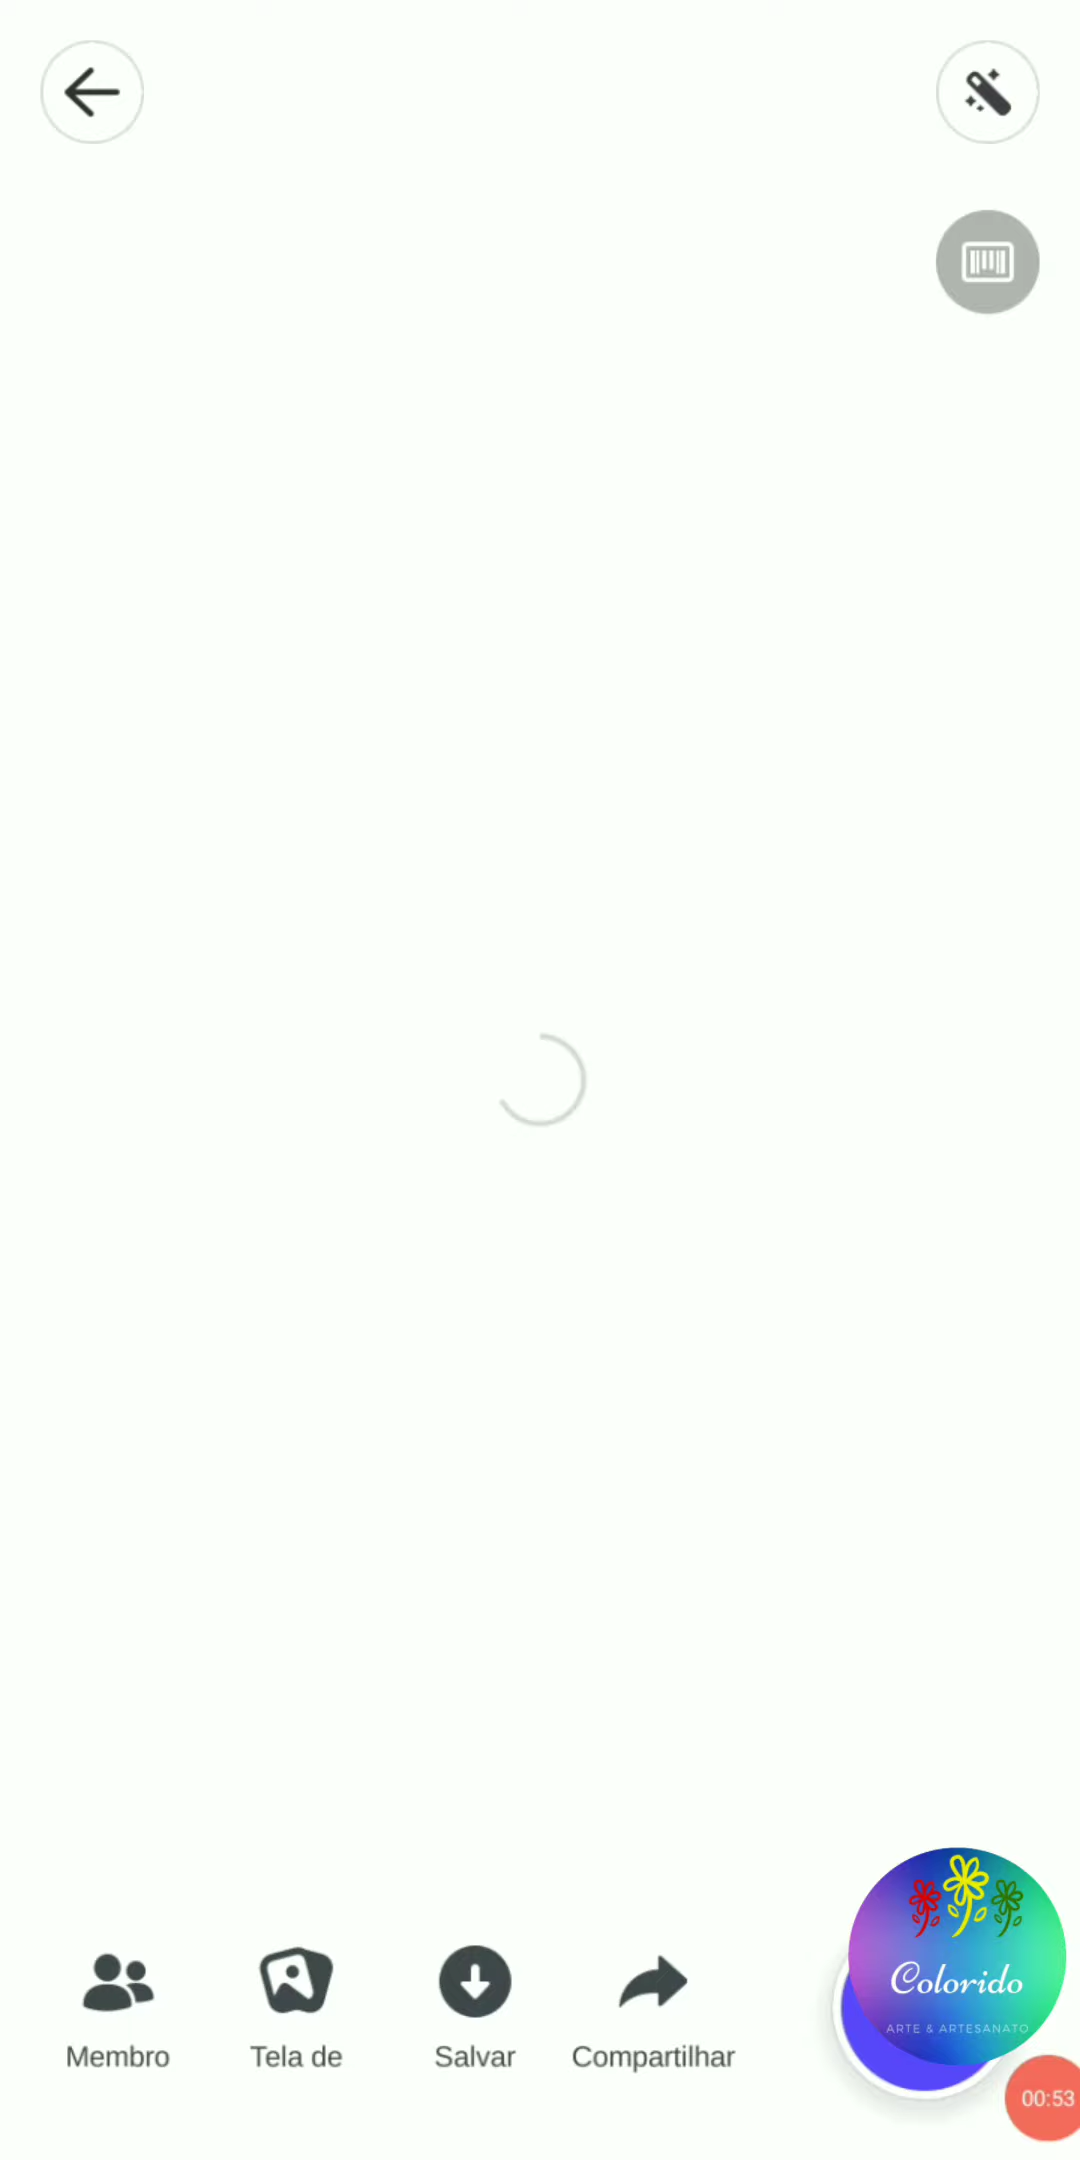 Membro
Tela de
Salvar
Compartilhar
Colorido
ARTE & ARTESANATO
00:53